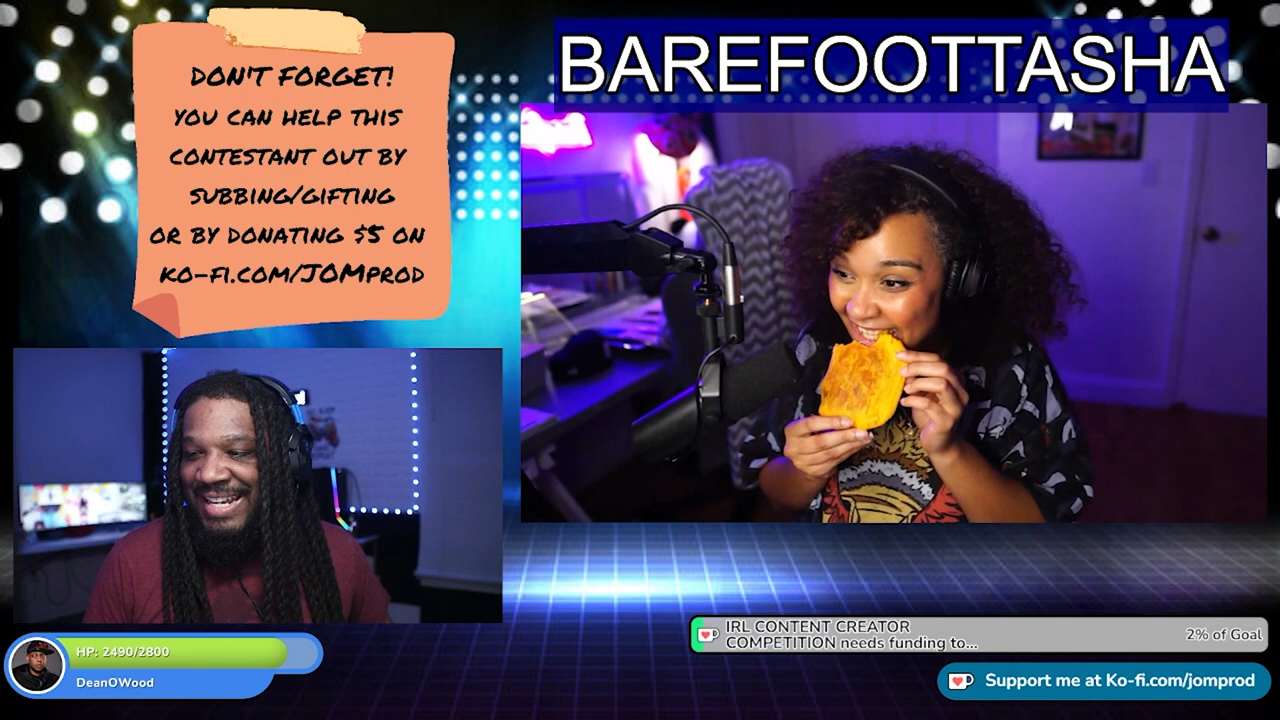 DON'T FORGET!
YOU CAN HELP THIS
CONTESTANT OUT BY
SUBBING/GIFTING
OR BY DONATING $5 ON
KO-FI.COM/JOMPROD
BAREFOOTTASHA
HP: 2490/2800
DeanOWood
IRL CONTENT CREATOR
COMPETITION needs funding to...
2% of Goal
Support me at Ko-fi.com/jomprod